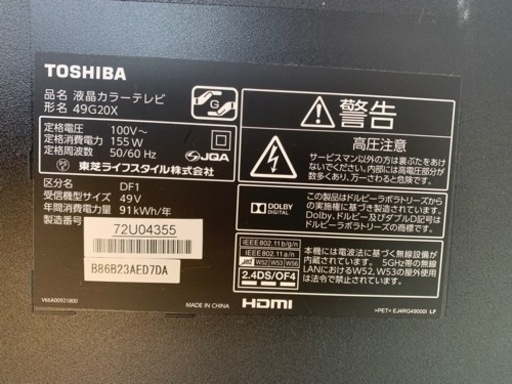 TOSHIBA
品名 液晶カラーテレビ
形名 49G20X
定格電圧 100V～
定格消費電力 155W
定格周波数 50/60 Hz
JQA
東芝ライフスタイル株式会社
区分名 DF1
受信機型サイズ 49V
年間消費電力量 91kWh/年
製造番号
72U04355
B86B23AED7DA
V66A00921800
MADE IN CHINA
HDMI
警告
高圧注意
サービスマン以外の方は裏ぶたをあけないでください。
内部には高電圧部分が数多くあり、万一さわると危険です。
DOLBY
DIGITAL
この製品はドルビーラボラトリーズからの実施権に基づき製造されています。
Dolby、ドルビー及びダブルD記号はドルビーラボラトリーズの商標です。
IEEE802.11b/g/n
IEEE802.11a/n
J52 W52 W53 W56
2.4DS/OF4
本機には電波法に基づく無線設備が内蔵されています。 5GHz帯の無線LANにおけるW52, W53の屋外使用は法令で禁止されています。
>PET< EJ4RG49000I LF